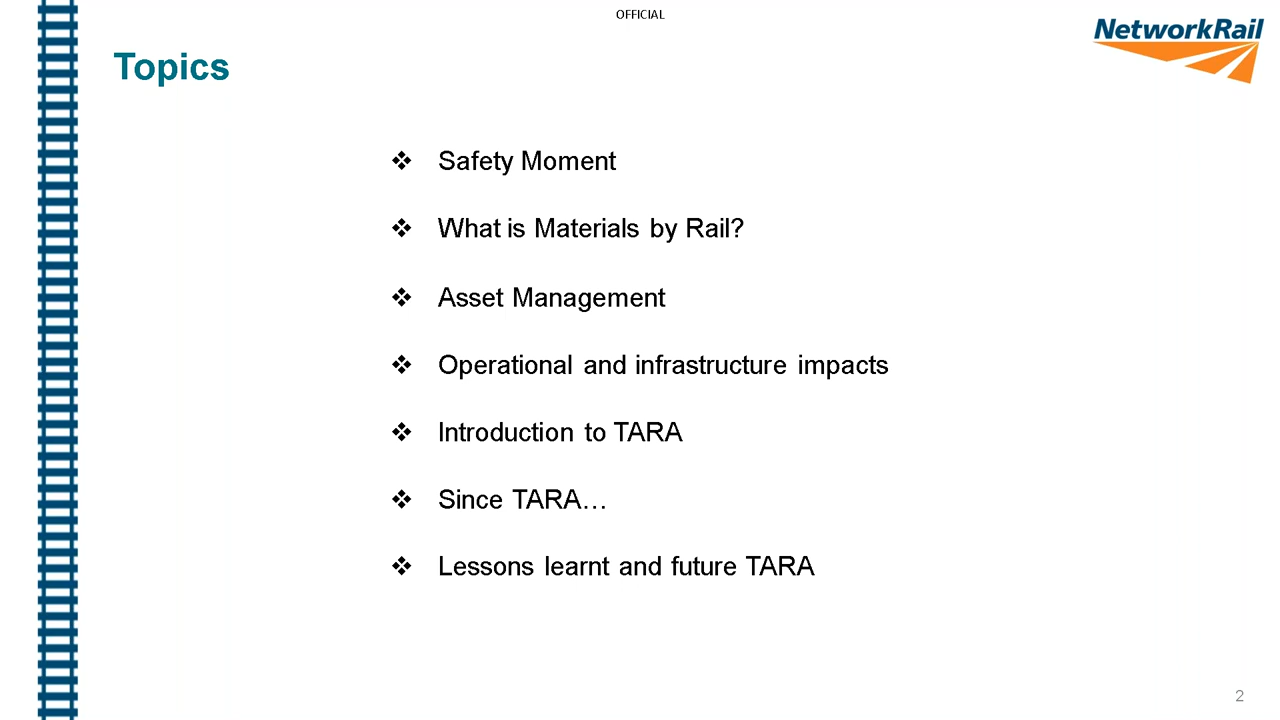 OFFICIAL
NetworkRail
Topics
❖ Safety Moment
❖ What is Materials by Rail?
❖ Asset Management
❖ Operational and infrastructure impacts
❖ Introduction to TARA
❖ Since TARA…
❖ Lessons learnt and future TARA
2